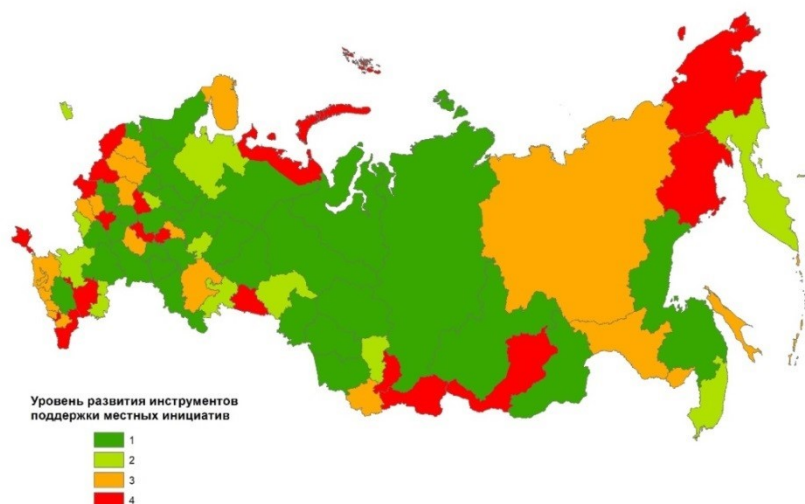 Уровень развития инструментов
поддержки местных инициатив
1
2
3
4